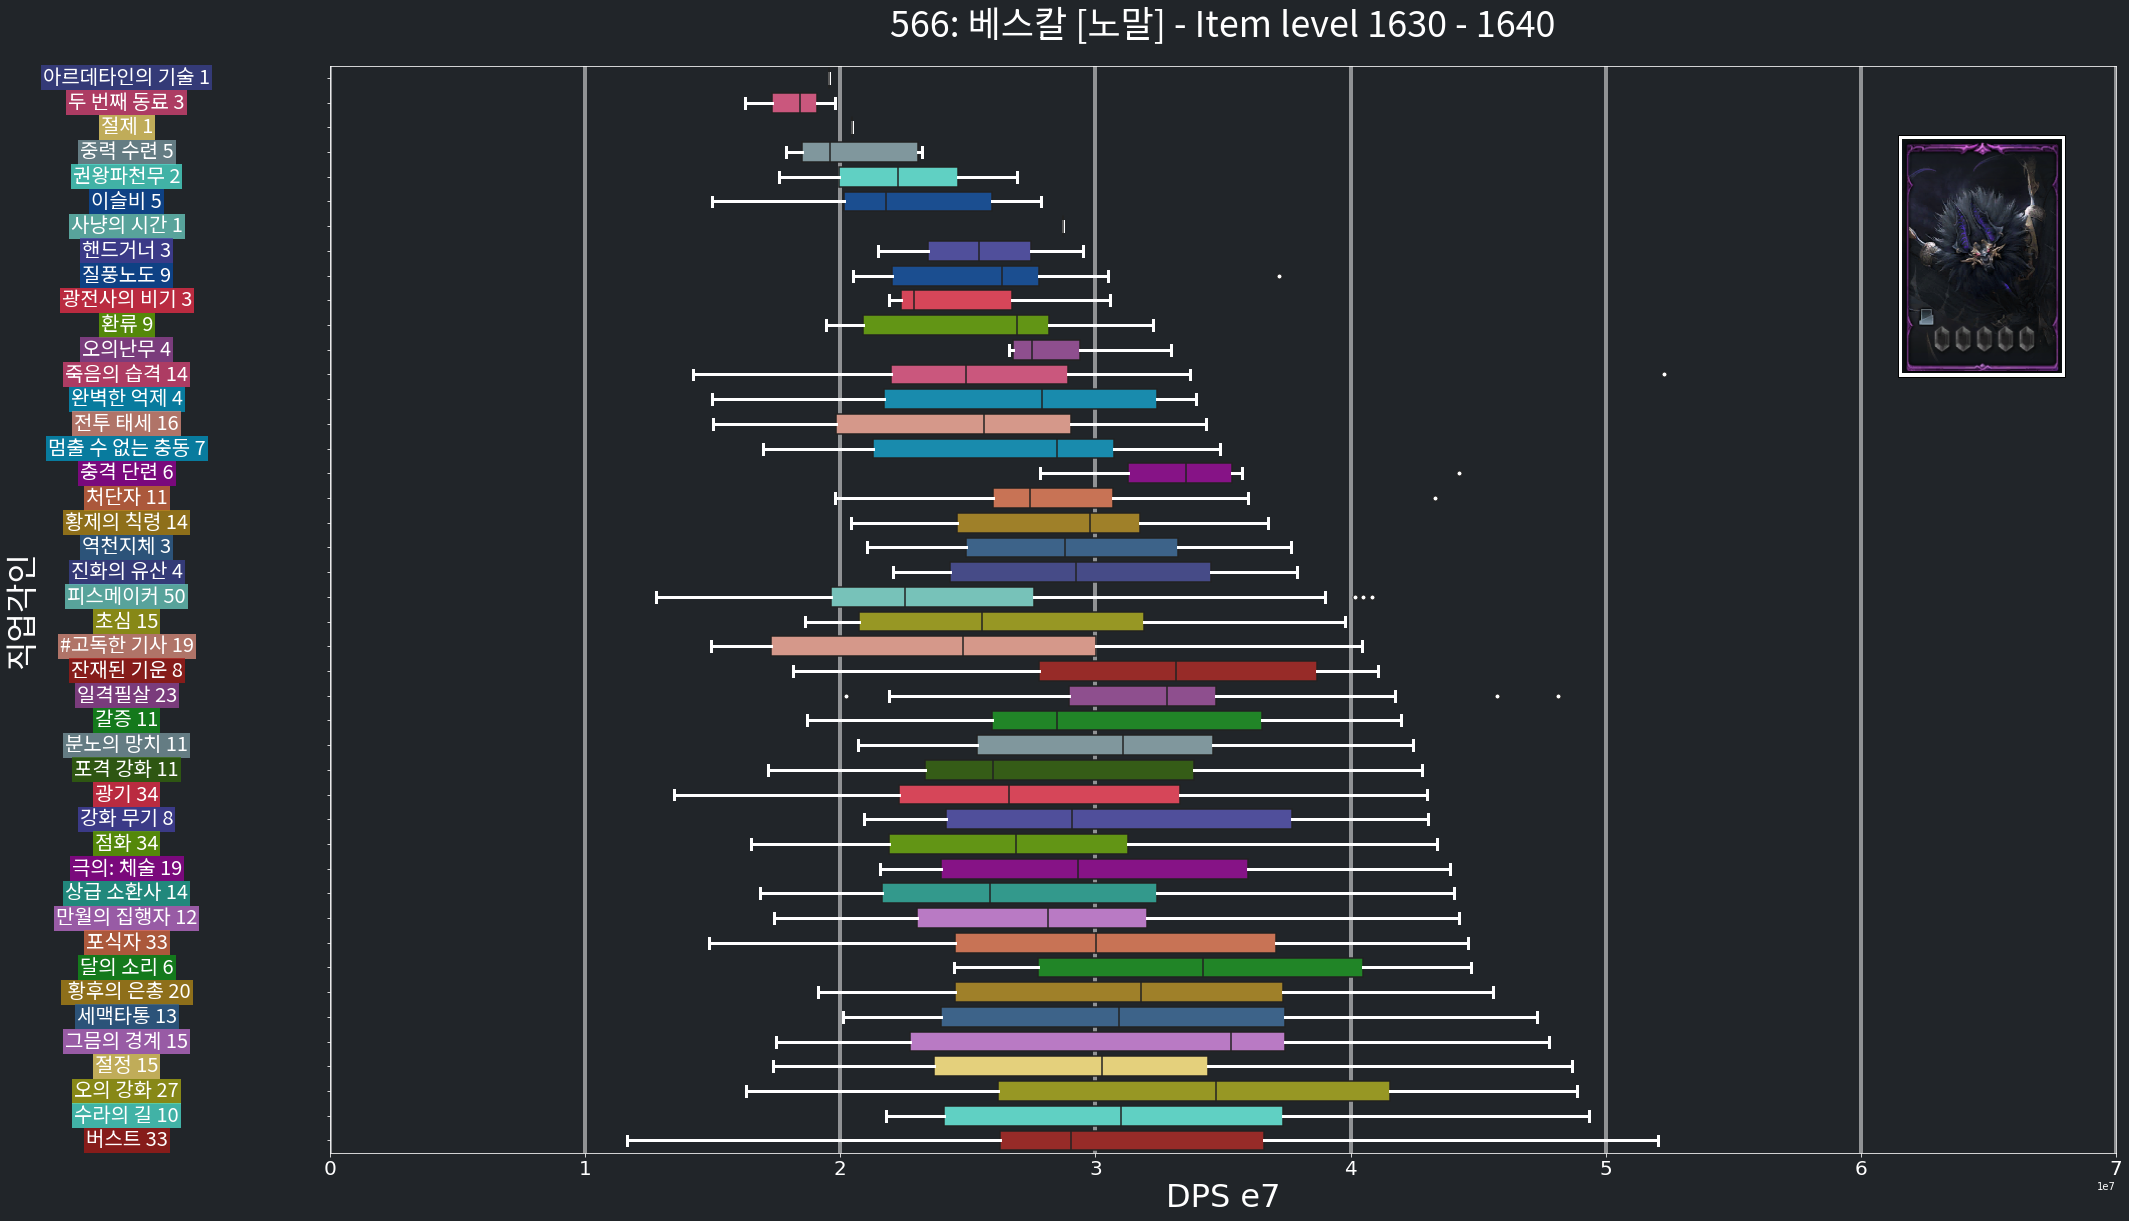 566: 베스칼 [노말] - Item level 1630 - 1640
아르데타인의 기술 1
두 번째 동료 3
절제 1
중력 수련 5
권왕파천무 2
이슬비 5
사냥의 시간 1
핸드거너 3
질풍노도 9
광전사의 비기 3
환류 9
오의난무 4
죽음의 습격 14
완벽한 억제 4
전투 태세 16
멈출 수 없는 충동 7
충격 단련 6
처단자 11
황제의 칙령 14
역천지체 3
진화의 유산 4
피스메이커 50
초심 15
#고독한 기사 19
잔재된 기운 8
일격필살 23
갈증 11
분노의 망치 11
포격 강화 11
광기 34
강화 무기 8
점화 34
극의: 체술 19
상급 소환사 14
만월의 집행자 12
포식자 33
달의 소리 6
황후의 은총 20
세맥타통 13
그믐의 경계 15
절정 15
오의 강화 27
수라의 길 10
버스트 33
직업각인
0 1 2 3 4 5 6 7
1e7
DPS e7